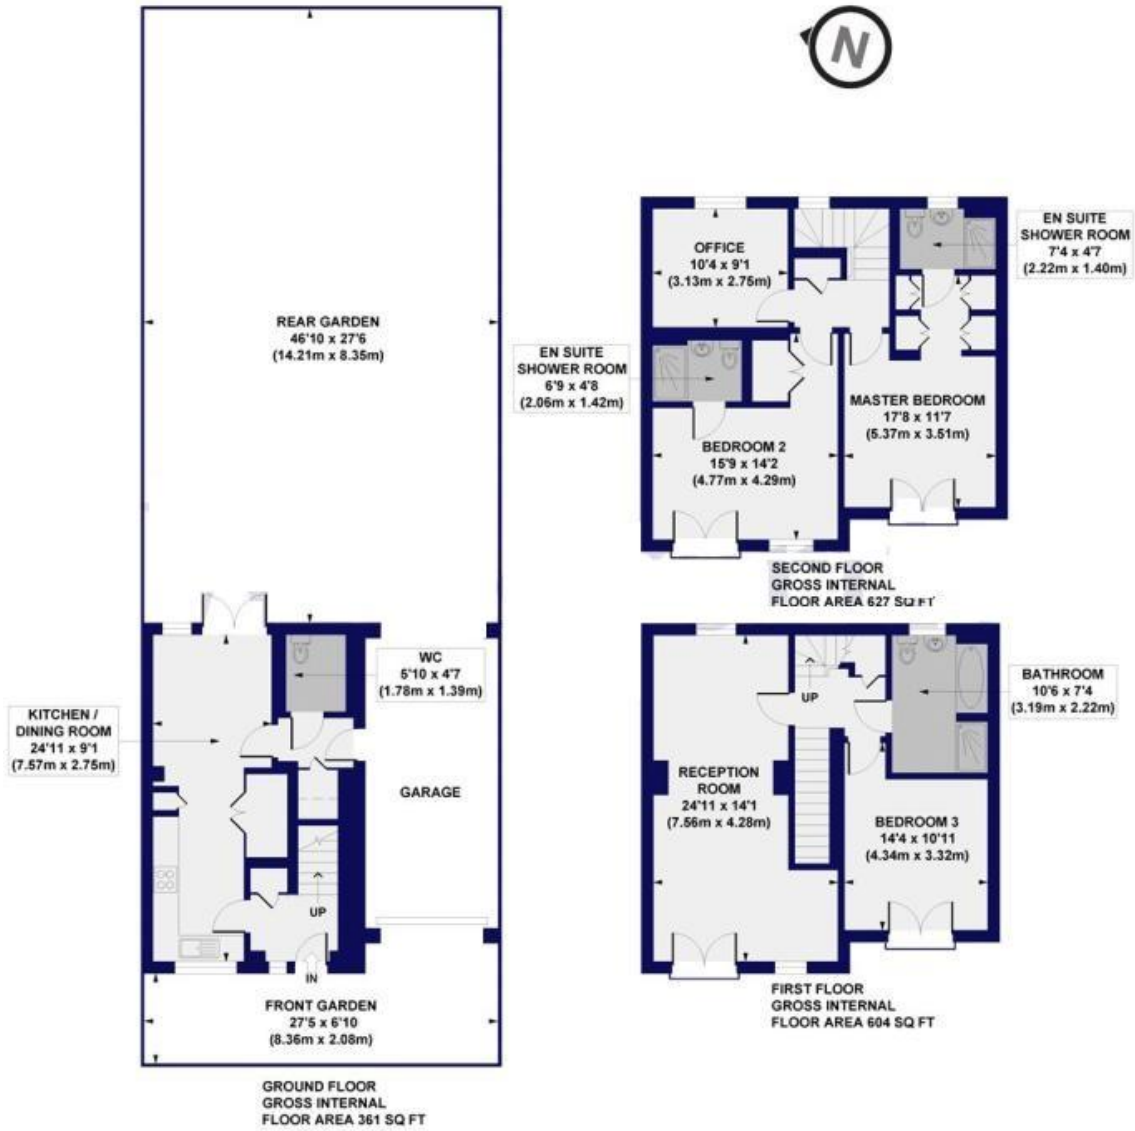 N
REAR GARDEN
46'10 x 27'6
(14.21m x 8.35m)
WC
5'10 x 4'7
(1.78m x 1.39m)
KITCHEN /
DINING ROOM
24'11 x 9'1
(7.57m x 2.75m)
GARAGE
UP
IN
FRONT GARDEN
27'5 x 6'10
(8.36m x 2.08m)
GROUND FLOOR
GROSS INTERNAL
FLOOR AREA 361 SQ FT
OFFICE
10'4 x 9'1
(3.13m x 2.75m)
EN SUITE
SHOWER ROOM
7'4 x 4'7
(2.22m x 1.40m)
EN SUITE
SHOWER ROOM
6'9 x 4'8
(2.06m x 1.42m)
MASTER BEDROOM
17'8 x 11'7
(5.37m x 3.51m)
BEDROOM 2
15'9 x 14'2
(4.77m x 4.29m)
SECOND FLOOR
GROSS INTERNAL
FLOOR AREA 627 SQ FT
UP
BATHROOM
10'6 x 7'4
(3.19m x 2.22m)
RECEPTION
ROOM
24'11 x 14'1
(7.56m x 4.28m)
BEDROOM 3
14'4 x 10'11
(4.34m x 3.32m)
FIRST FLOOR
GROSS INTERNAL
FLOOR AREA 604 SQ FT